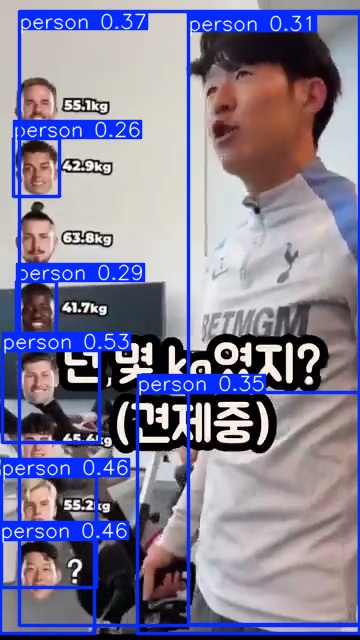 person 0.37
person 0.31
55.1kg
person 0.26
42.9kg
63.8kg
person 0.29
41.7kg
BETMGM
person 0.53
넌 몇 kg였지?
person 0.35
(견제중)
person 0.46
55.2kg
person 0.46
?